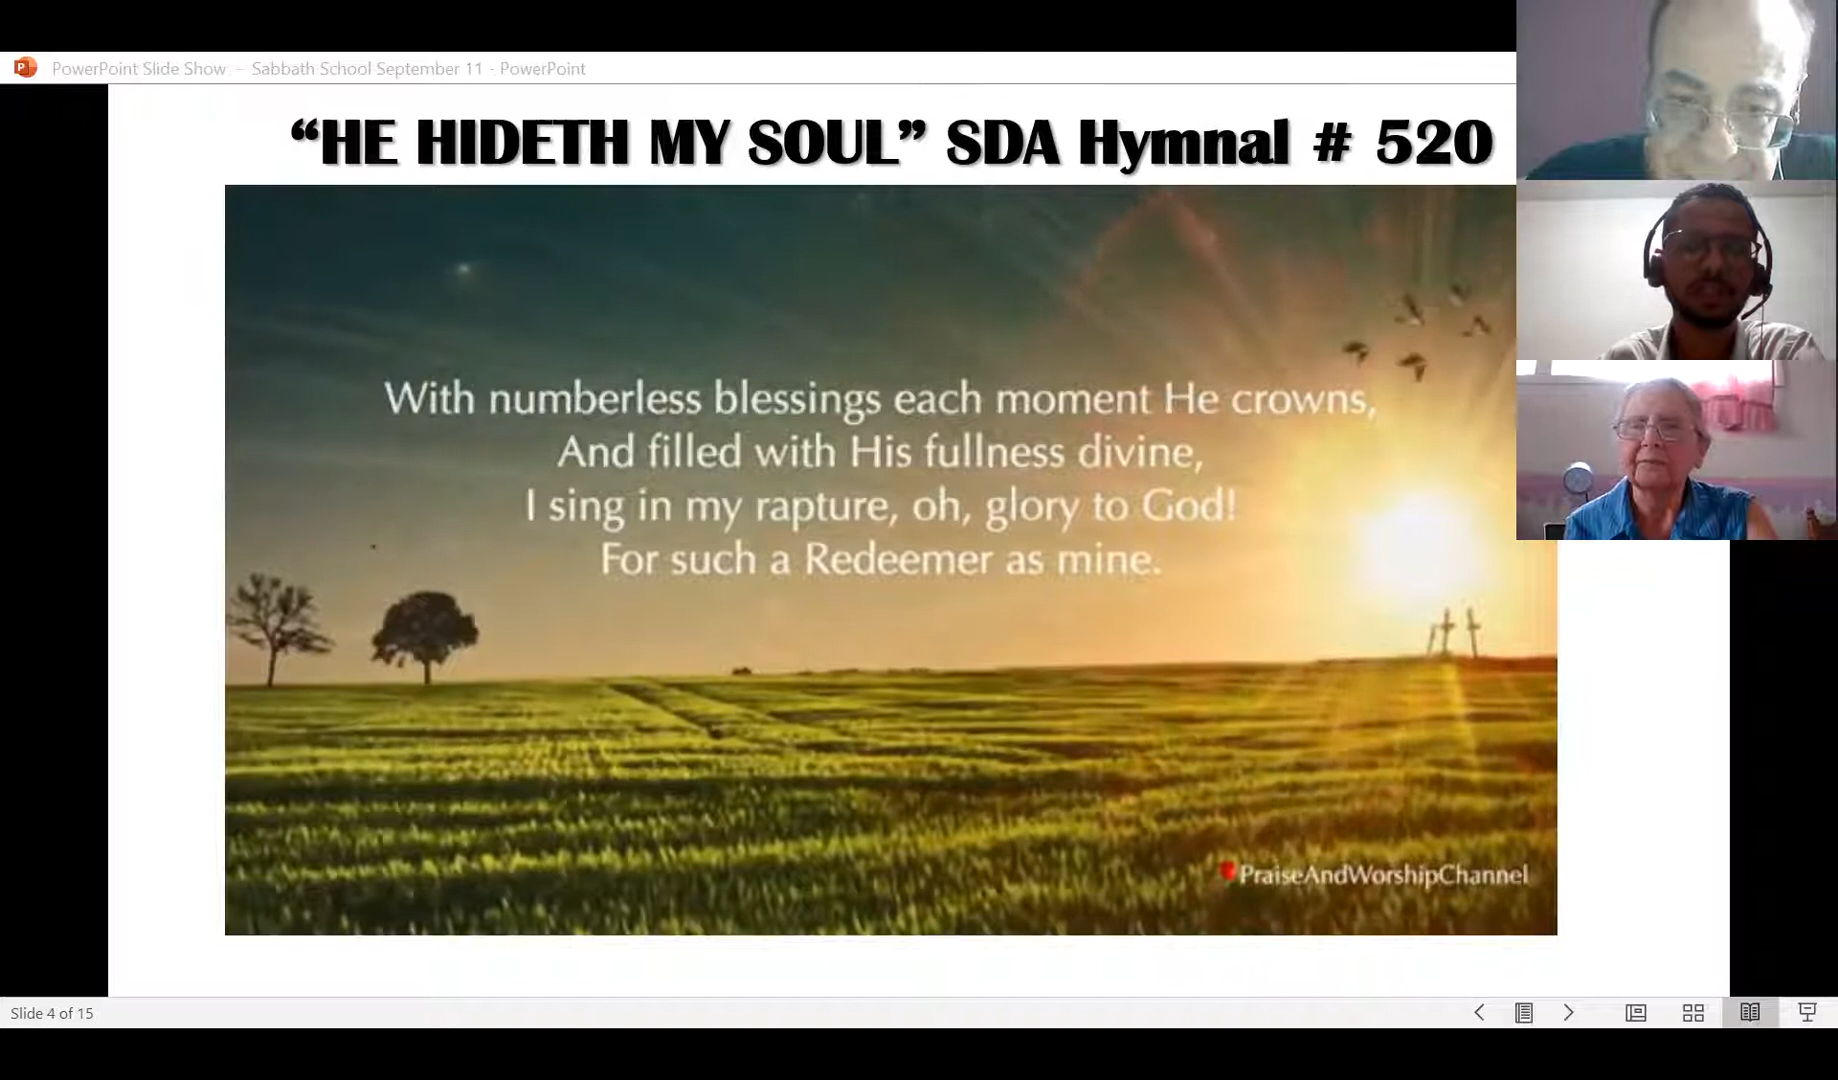 PowerPoint Slide Show - Sabbath School September 11 - PowerPoint
“HE HIDETH MY SOUL” SDA Hymnal # 520
With numberless blessings each moment He crowns,
And filled with His fullness divine,
I sing in my rapture, oh, glory to God!
For such a Redeemer as mine.
PraiseAndWorshipChannel
Slide 4 of 15